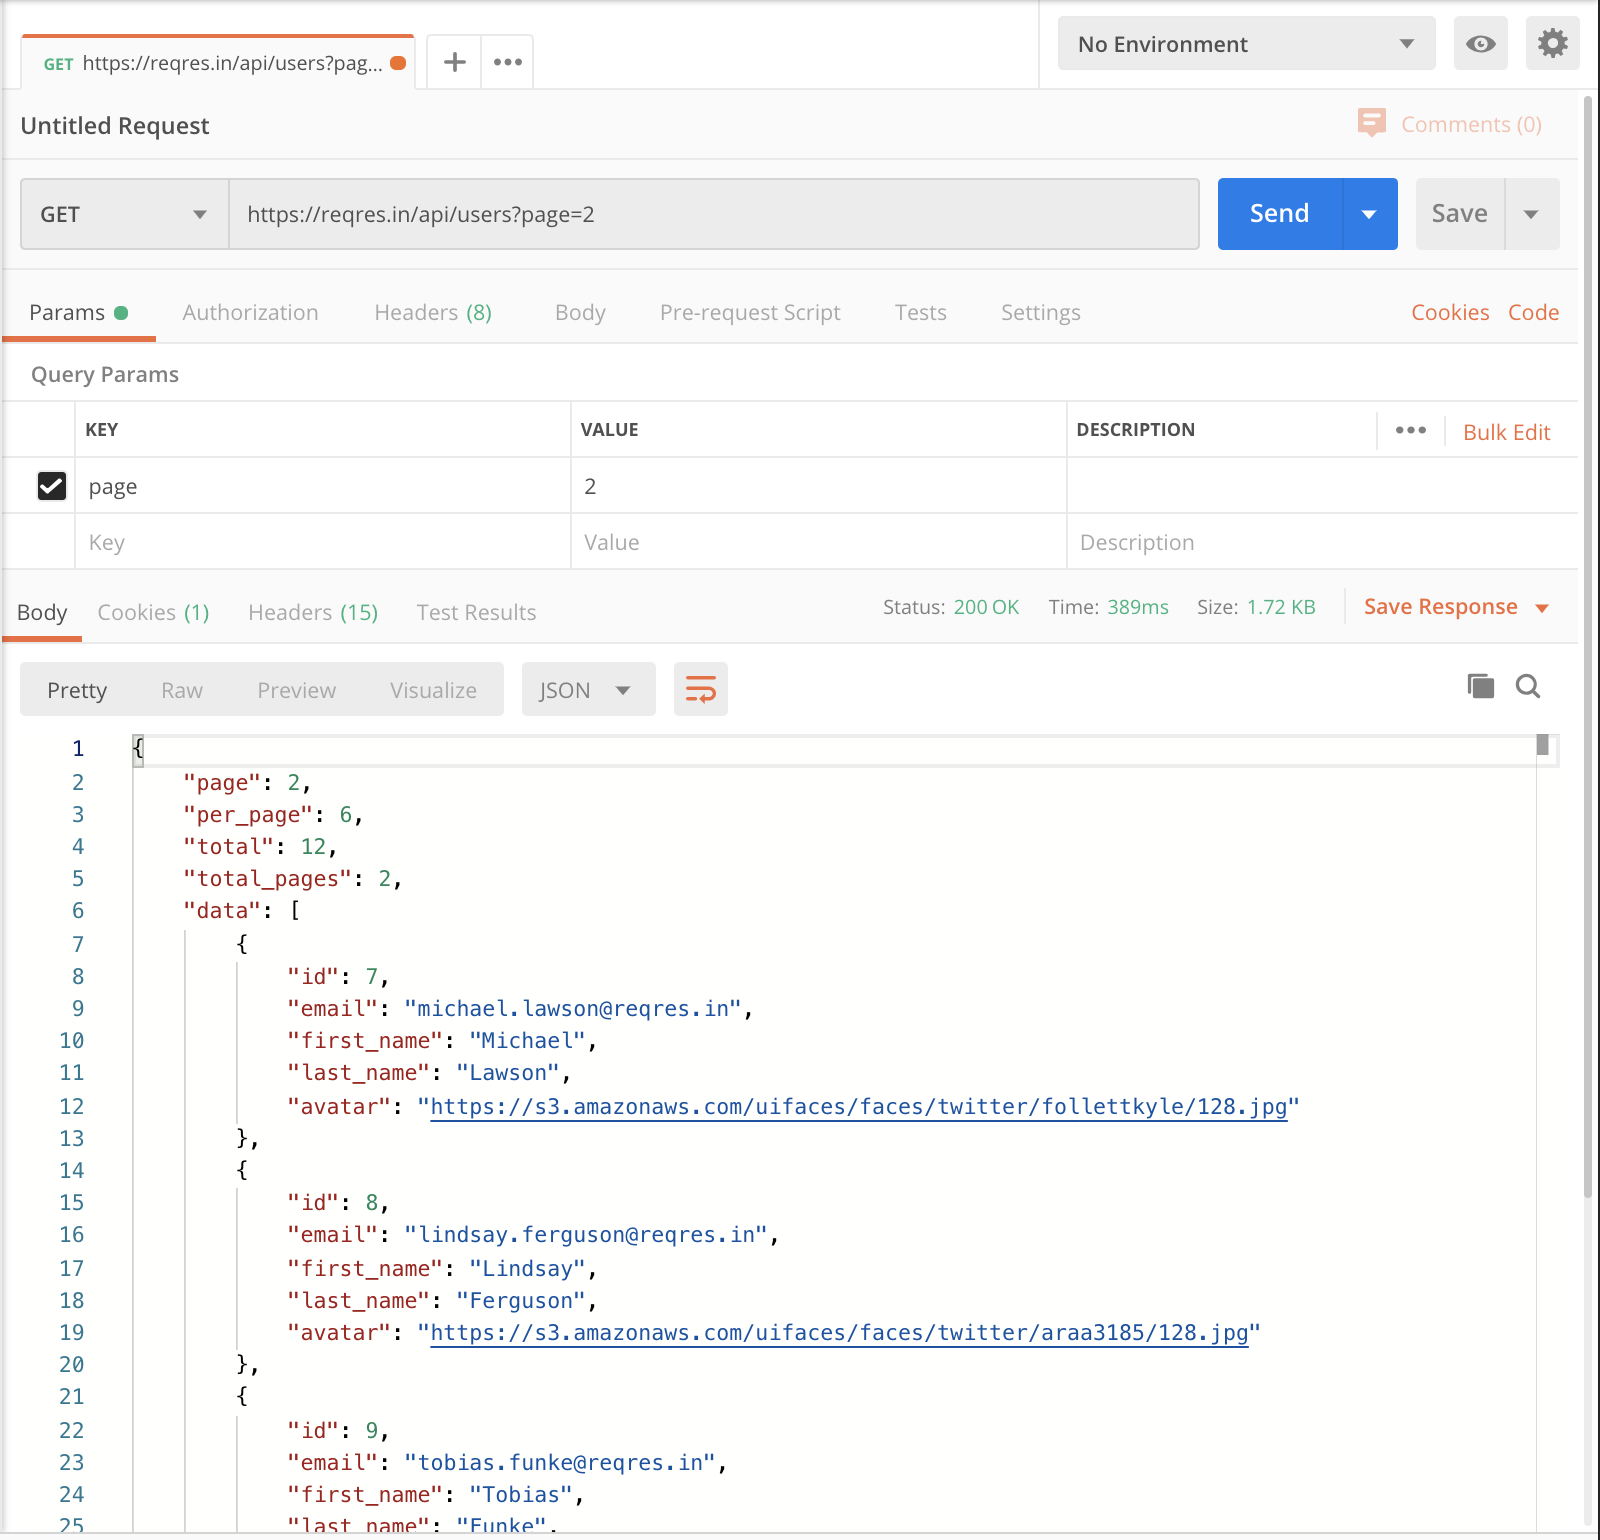 GET https://reqres.in/api/users?pag...
No Environment
Untitled Request
Comments (0)
GET https://reqres.in/api/users?page=2 Send Save
Params Authorization Headers (8) Body Pre-request Script Tests Settings Cookies Code
Query Params
KEY VALUE DESCRIPTION Bulk Edit
page 2
Key Value Description
Body Cookies (1) Headers (15) Test Results Status: 200 OK Time: 389ms Size: 1.72 KB Save Response
Pretty Raw Preview Visualize JSON
1 {
2 "page": 2,
3 "per_page": 6,
4 "total": 12,
5 "total_pages": 2,
6 "data": [
7 {
8 "id": 7,
9 "email": "michael.lawson@reqres.in",
10 "first_name": "Michael",
11 "last_name": "Lawson",
12 "avatar": "https://s3.amazonaws.com/uifaces/faces/twitter/follettkyle/128.jpg"
13 },
14 {
15 "id": 8,
16 "email": "lindsay.ferguson@reqres.in",
17 "first_name": "Lindsay",
18 "last_name": "Ferguson",
19 "avatar": "https://s3.amazonaws.com/uifaces/faces/twitter/araa3185/128.jpg"
20 },
21 {
22 "id": 9,
23 "email": "tobias.funke@reqres.in",
24 "first_name": "Tobias",
25 "last_name": "Funke",